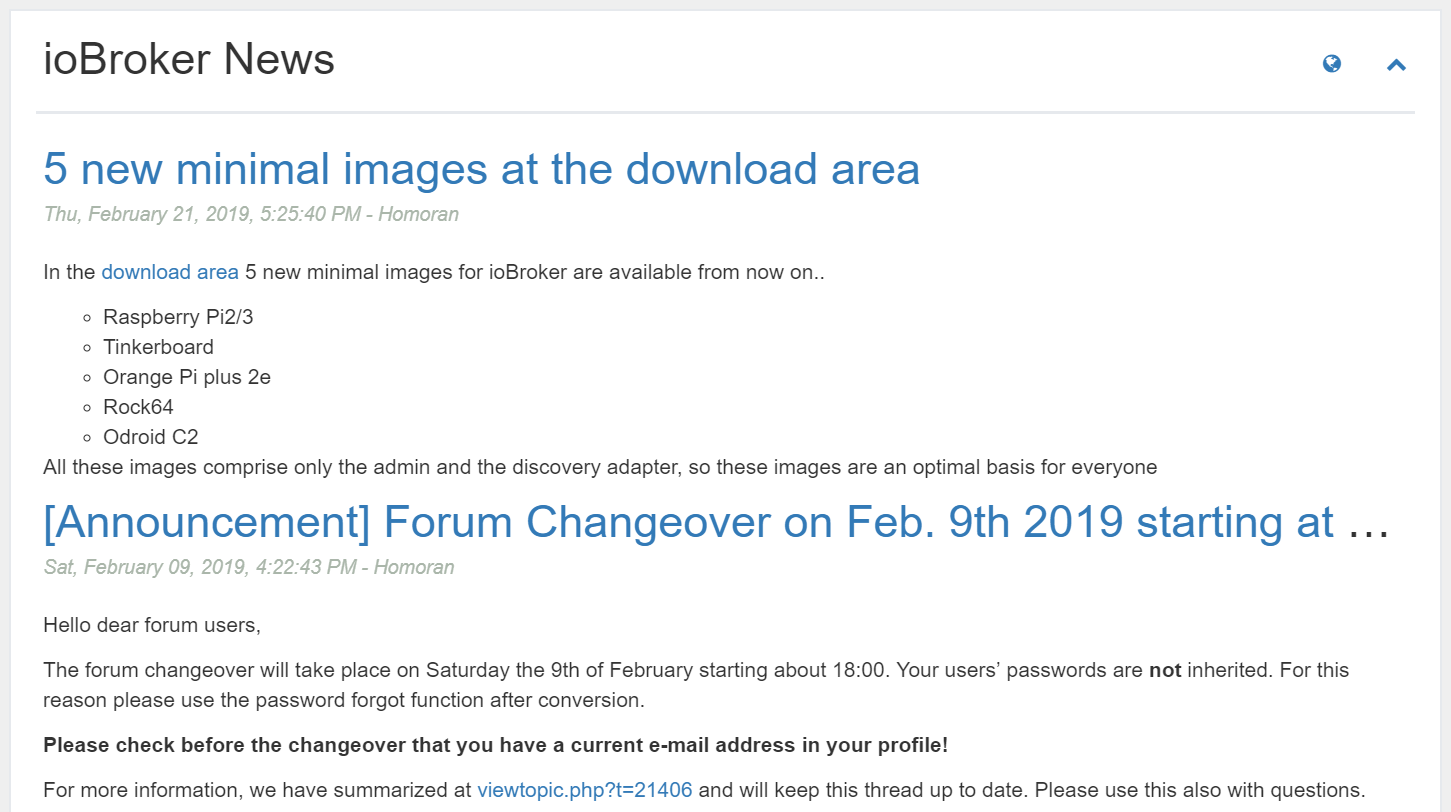 ioBroker News
5 new minimal images at the download area
Thu, February 21, 2019, 5:25:40 PM - Homoran
In the download area 5 new minimal images for ioBroker are available from now on..
Raspberry Pi2/3
Tinkerboard
Orange Pi plus 2e
Rock64
Odroid C2
All these images comprise only the admin and the discovery adapter, so these images are an optimal basis for everyone
[Announcement] Forum Changeover on Feb. 9th 2019 starting at …
Sat, February 09, 2019, 4:22:43 PM - Homoran
Hello dear forum users,
The forum changeover will take place on Saturday the 9th of February starting about 18:00. Your users’ passwords are not inherited. For this
reason please use the password forgot function after conversion.
Please check before the changeover that you have a current e-mail address in your profile!
For more information, we have summarized at viewtopic.php?t=21406 and will keep this thread up to date. Please use this also with questions.